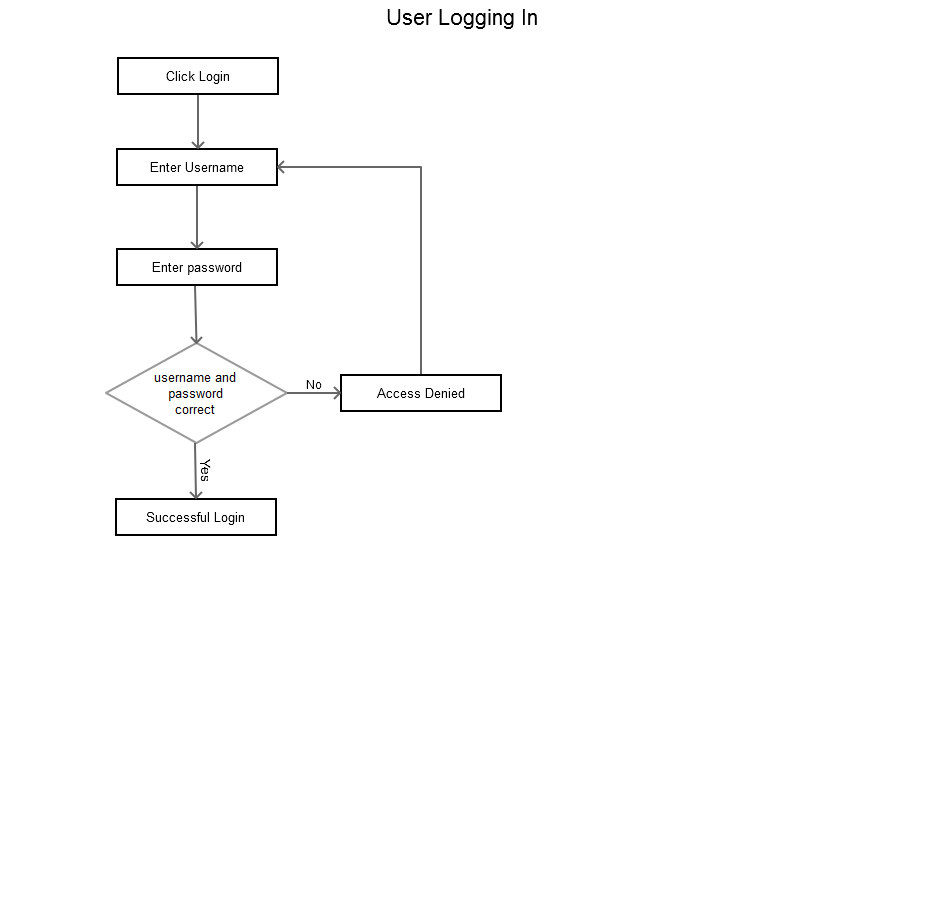 User Logging In
Click Login
Enter Username
Enter password
username and
password
correct
No
Access Denied
Yes
Successful Login